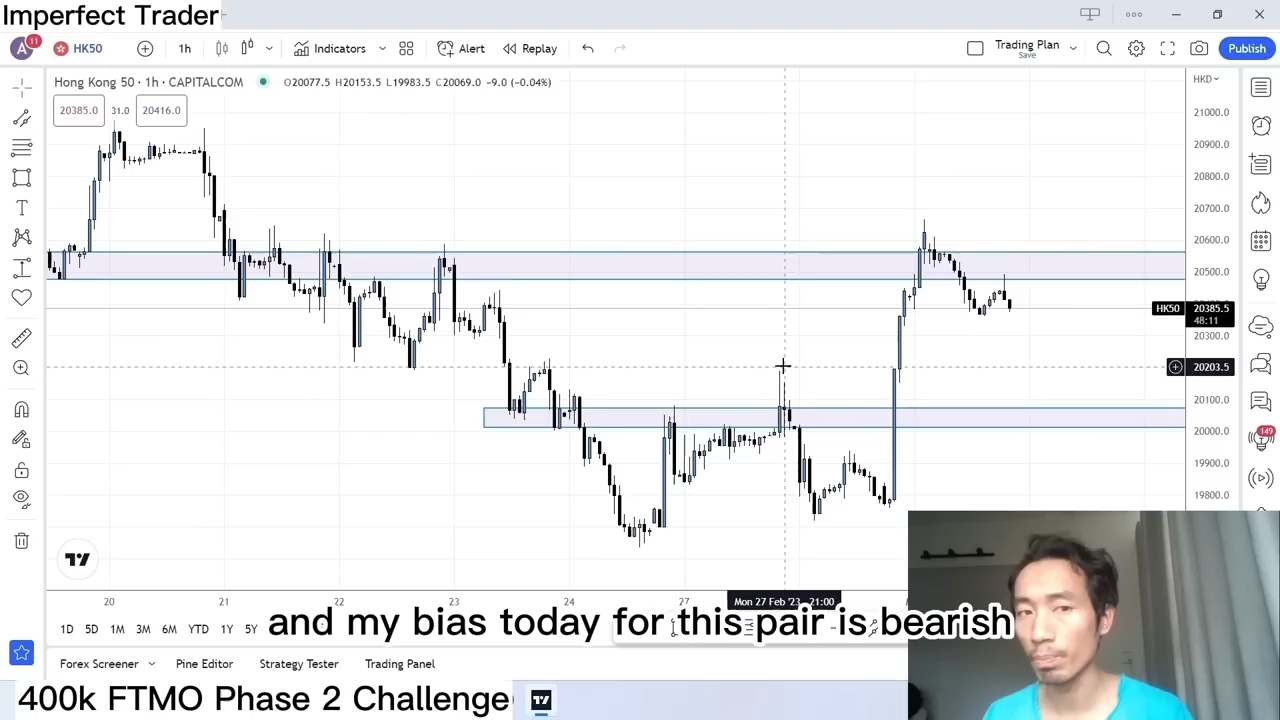 Imperfect Trader
A 11 HK50 1h Indicators Alert Replay Trading Plan Save Publish
Hong Kong 50 · 1h · CAPITALCOM O20077.5 H20153.5 L19983.5 C20069.0 -9.0 (-0.04%) HKD
20385.0 31.0 20416.0
21000.0
20900.0
20800.0
20700.0
20600.0
20500.0
HK50 20385.5
48:11
20300.0
20203.5
20100.0
20000.0
149
19900.0
19800.0
20 21 22 23 24 27 Mon 27 Feb '23 21:00
1D 5D 1M 3M 6M YTD 1Y 5Y
and my bias today for this pair is bearish
Forex Screener Pine Editor Strategy Tester Trading Panel
400k FTMO Phase 2 Challenge